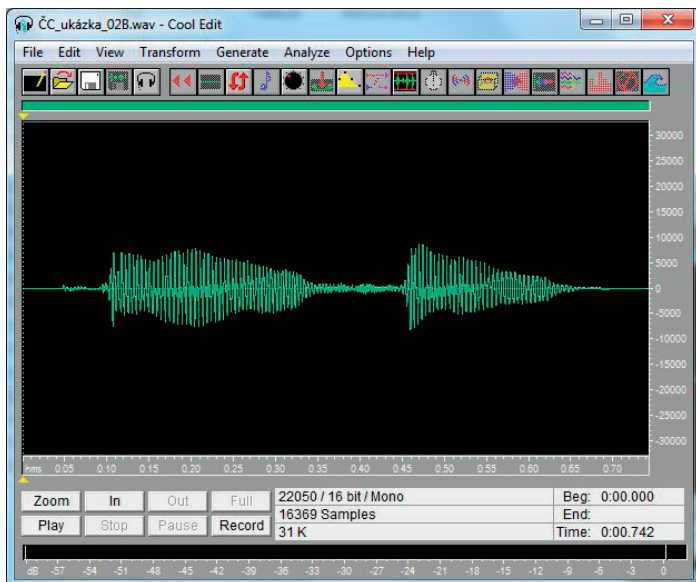 ČC_ukázka_02B.wav - Cool Edit
File Edit View Transform Generate Analyze Options Help
30000
25000
20000
15000
10000
5000
0
-5000
-10000
-15000
-20000
-25000
-30000
hms 0.05 0.10 0.15 0.20 0.25 0.30 0.35 0.40 0.45 0.50 0.55 0.60 0.65 0.70
Zoom In Out Full 22050 / 16 bit / Mono Beg: 0:00.000
16369 Samples End:
Play Stop Pause Record 31 K Time: 0:00.742
dB -57 -54 -51 -48 -45 -42 -39 -36 -33 -30 -27 -24 -21 -18 -15 -12 -9 -6 -3 0